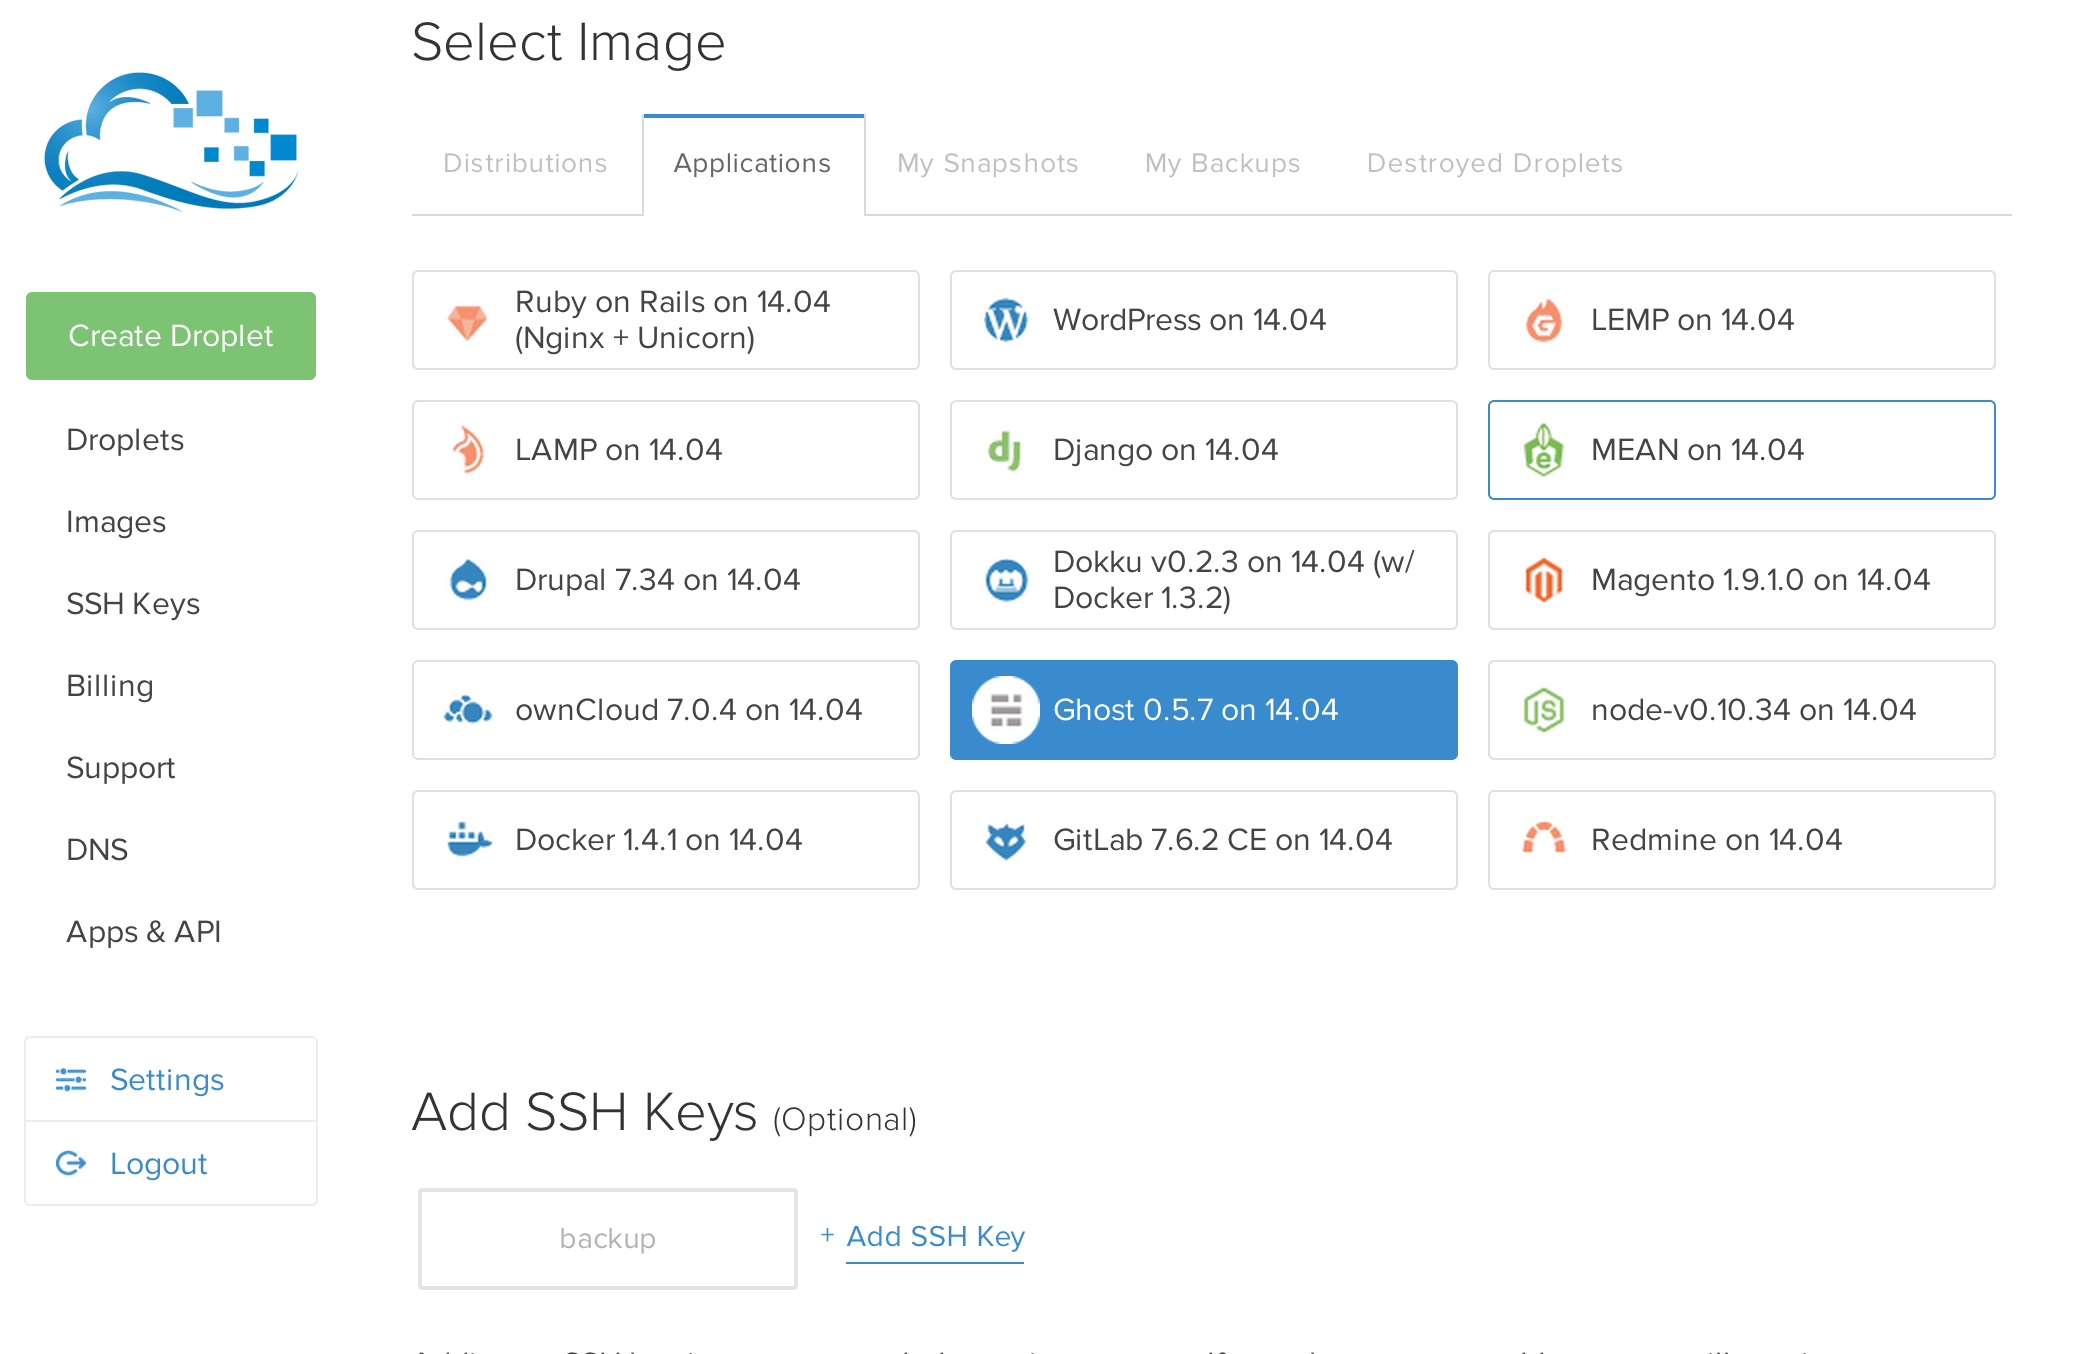 Select Image
Distributions
Applications
My Snapshots
My Backups
Destroyed Droplets
Create Droplet
Droplets
Images
SSH Keys
Billing
Support
DNS
Apps & API
Settings
Logout
Ruby on Rails on 14.04
(Nginx + Unicorn)
WordPress on 14.04
LEMP on 14.04
LAMP on 14.04
dj
Django on 14.04
MEAN on 14.04
Drupal 7.34 on 14.04
Dokku v0.2.3 on 14.04 (w/
Docker 1.3.2)
Magento 1.9.1.0 on 14.04
ownCloud 7.0.4 on 14.04
Ghost 0.5.7 on 14.04
JS
node-v0.10.34 on 14.04
Docker 1.4.1 on 14.04
GitLab 7.6.2 CE on 14.04
Redmine on 14.04
Add SSH Keys (Optional)
backup
+ Add SSH Key